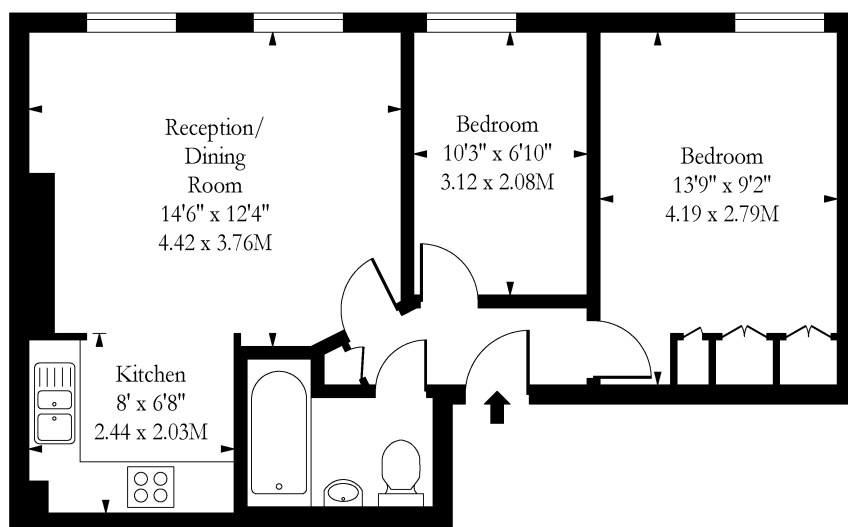 Reception/
Dining
Room
14'6" x 12'4"
4.42 x 3.76M
Bedroom
10'3" x 6'10"
3.12 x 2.08M
Bedroom
13'9" x 9'2"
4.19 x 2.79M
Kitchen
8' x 6'8"
2.44 x 2.03M